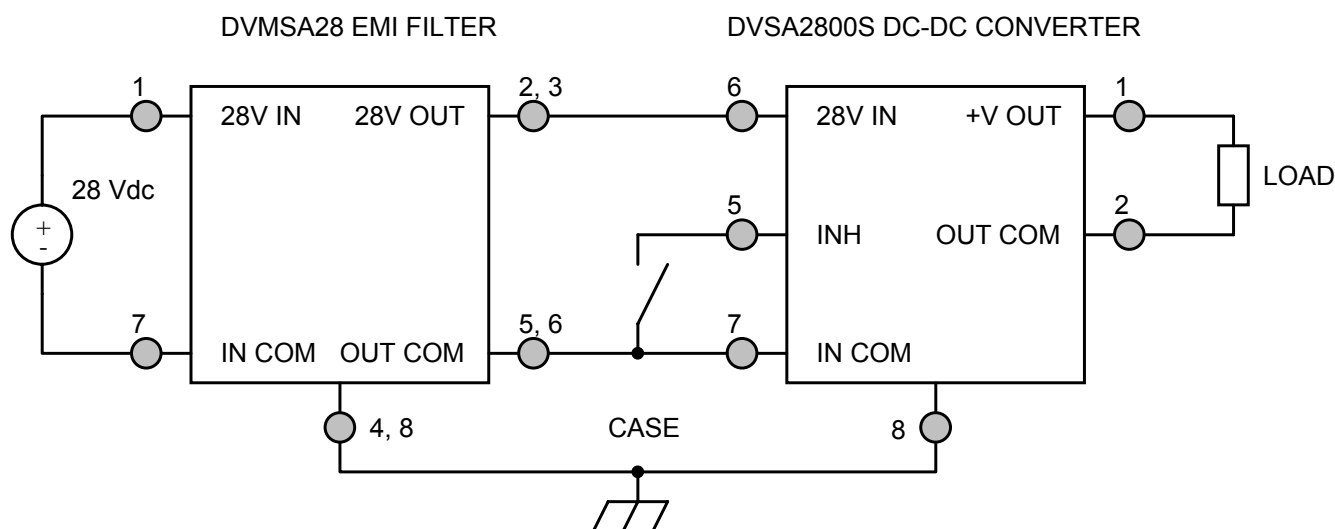 DVMSA28 EMI FILTER
DVSA2800S DC-DC CONVERTER
1
2, 3
6
1
28V IN
28V OUT
28V IN
+V OUT
28 Vdc
LOAD
+
-
5
INH
OUT COM
2
7
5, 6
7
IN COM
OUT COM
IN COM
4, 8
CASE
8